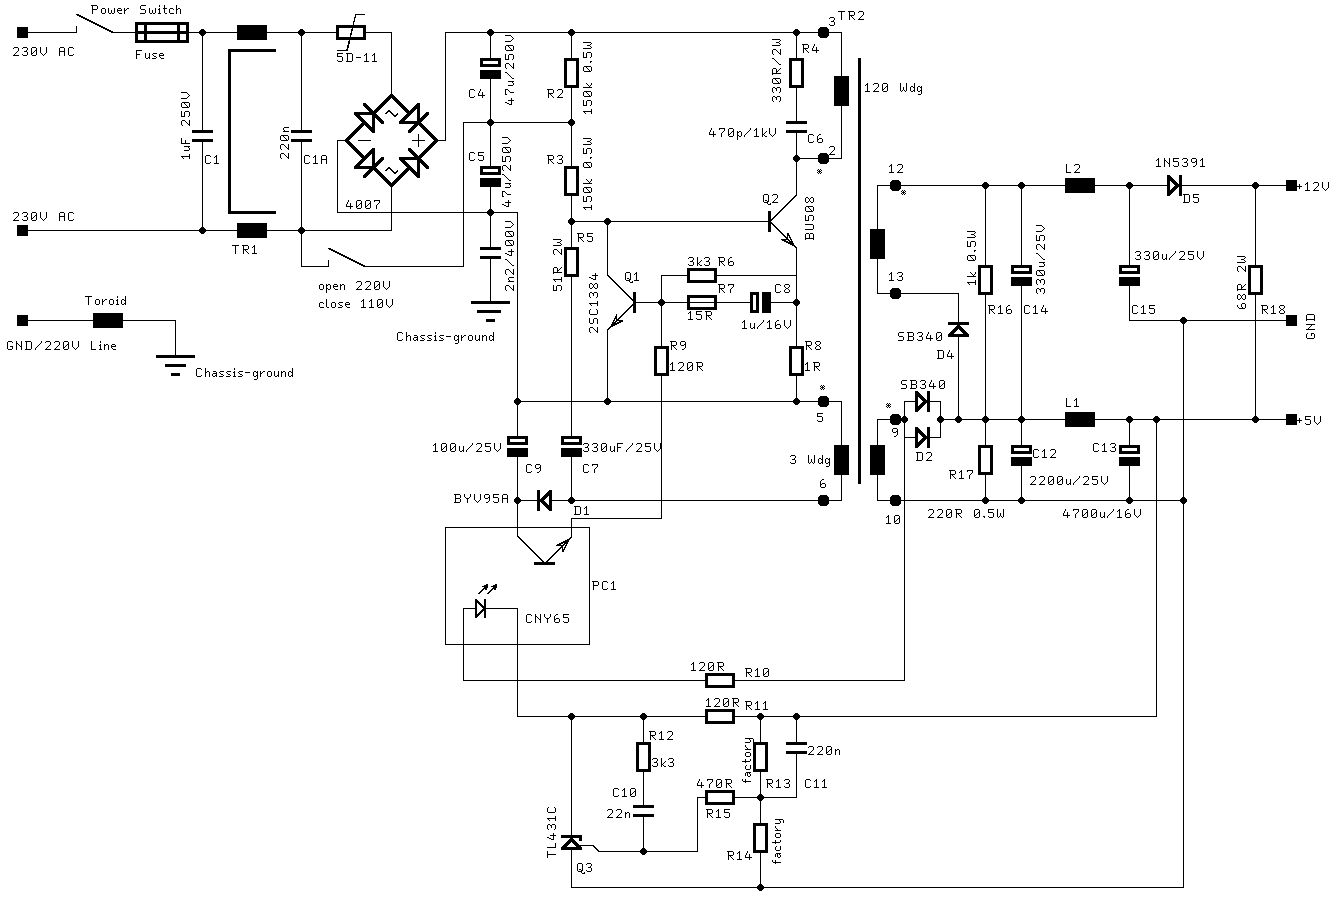 Power Switch
230V AC
Fuse
5D-11
1uF 250V
C1
220n
C1A
4007
230V AC
TR1
open 220V
close 110V
Toroid
GND/220V Line
Chassis-ground
C4
47u/250V
R2
150k 0.5W
C5
47u/250V
R3
150k 0.5W
2n2/400V
Chassis-ground
R5
51R 2W
2SC1384
Q1
3k3 R6
R7
15R
C8
1u/16V
R9
120R
R8
1R
Q2
BU508
R4
330R/2W
470p/1kV
C6
3
TR2
120 Wdg
2
*
*
5
3 Wdg
6
100u/25V
C9
330uF/25V
C7
BYV95A
D1
PC1
CNY65
12
*
13
SB340
D4
SB340
*
9
D2
10
1k 0.5W
R16
330u/25V
C14
L2
1N5391
D5
+12V
330u/25V
C15
68R 2W
R18
GND
L1
+5V
R17
220R 0.5W
C12
2200u/25V
C13
4700u/16V
120R
R10
120R
R11
R12
3k3
C10
22n
factory
R13
220n
C11
470R
R15
R14
factory
TL431C
Q3